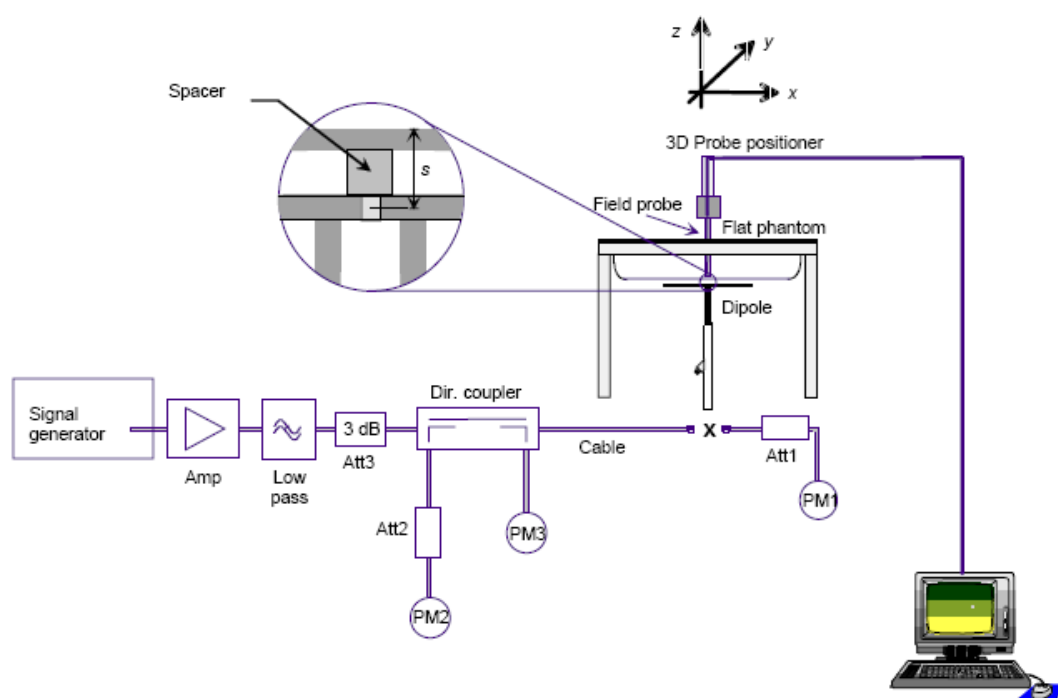 z
y
x
Spacer
s
3D Probe positioner
Field probe
Flat phantom
Dipole
Signal
generator
Amp
Low
pass
3 dB
Att3
Dir. coupler
Cable
X
Att1
PM1
Att2
PM3
PM2